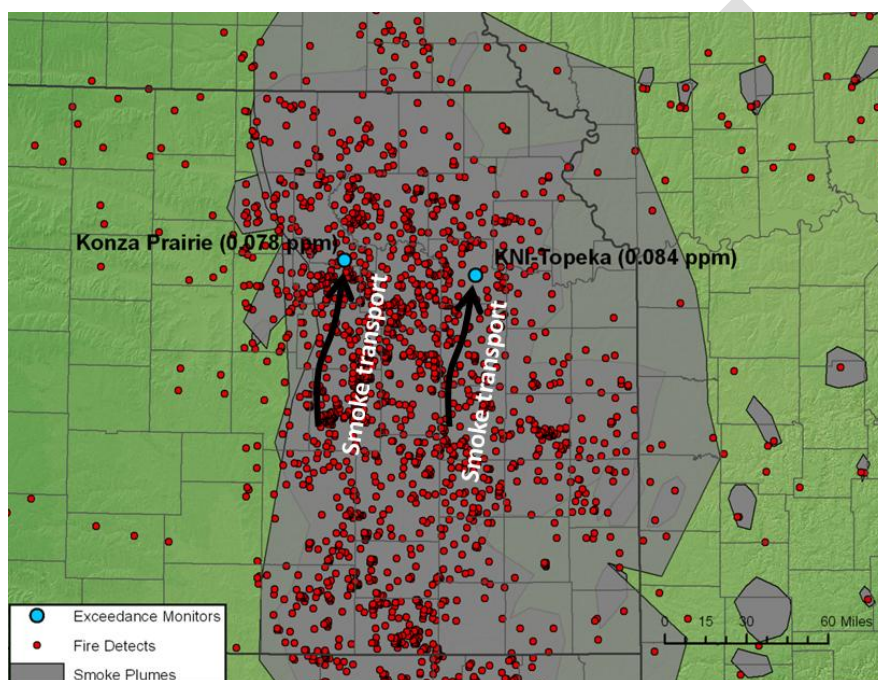 Konza Prairie (0.078 ppm)
KNI-Topeka (0.084 ppm)
Smoke transport
Smoke transport
Exceedance Monitors
Fire Detects
Smoke Plumes
0 15 30 60 Miles